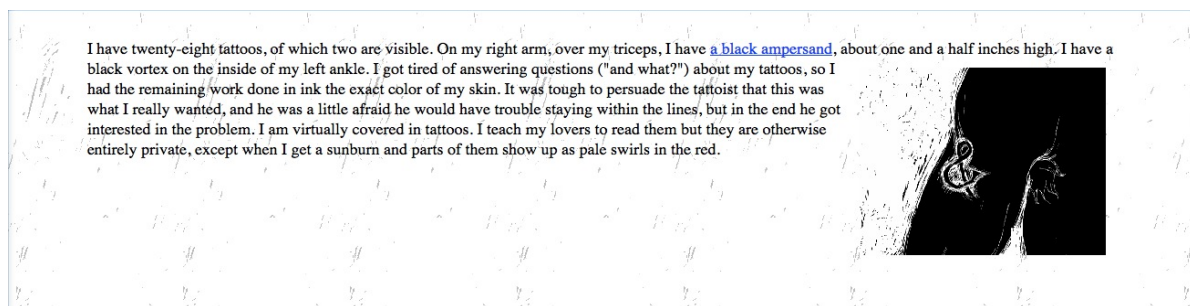 I have twenty-eight tattoos, of which two are visible. On my right arm, over my triceps, I have a black ampersand, about one and a half inches high. I have a
black vortex on the inside of my left ankle. I got tired of answering questions ("and what?") about my tattoos, so I
had the remaining work done in ink the exact color of my skin. It was tough to persuade the tattoist that this was
what I really wanted, and he was a little afraid he would have trouble staying within the lines, but in the end he got
interested in the problem. I am virtually covered in tattoos. I teach my lovers to read them but they are otherwise
entirely private, except when I get a sunburn and parts of them show up as pale swirls in the red.
&